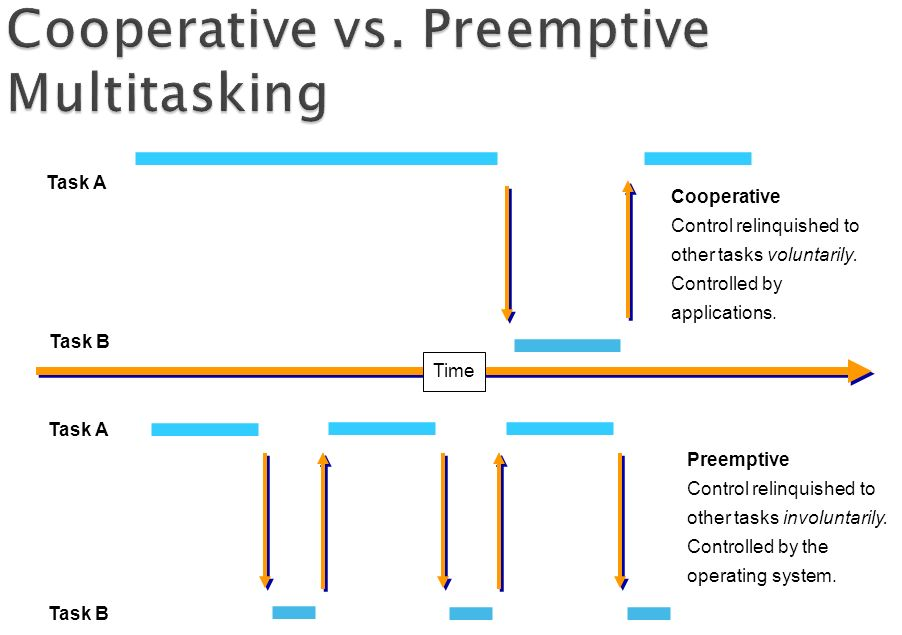 Cooperative vs. Preemptive
Multitasking
Task A
Cooperative
Control relinquished to
other tasks voluntarily.
Controlled by
applications.
Task B
Time
Task A
Preemptive
Control relinquished to
other tasks involuntarily.
Controlled by the
operating system.
Task B